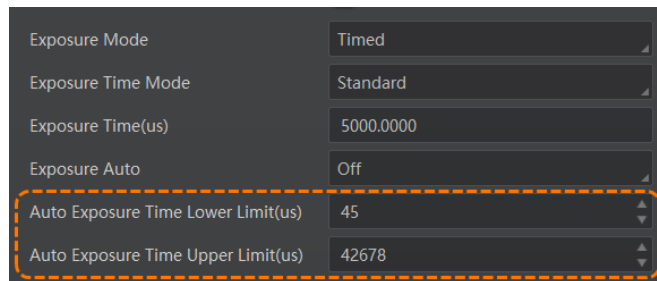 Exposure Mode Timed
Exposure Time Mode Standard
Exposure Time(us) 5000.0000
Exposure Auto Off
Auto Exposure Time Lower Limit(us) 45
Auto Exposure Time Upper Limit(us) 42678